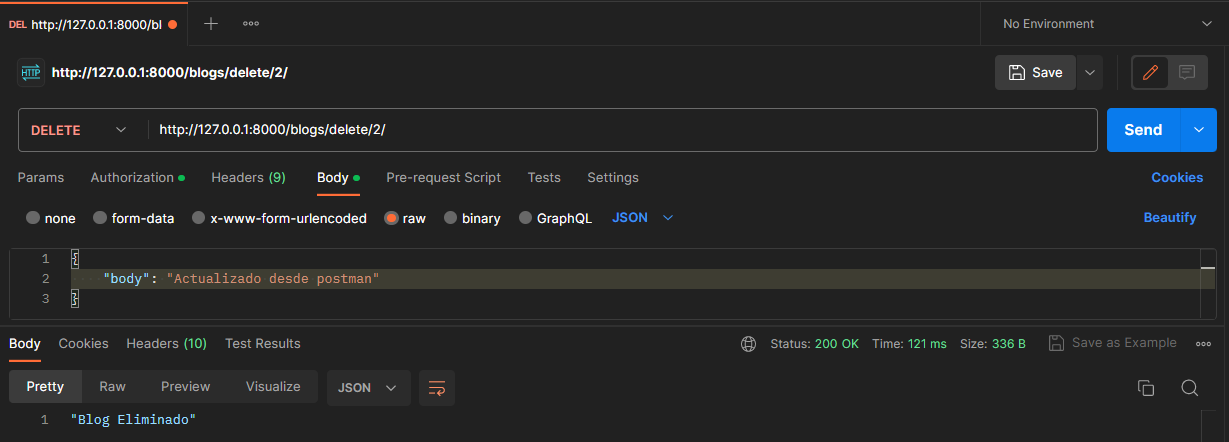 DEL http://127.0.0.1:8000/bl
No Environment
HTTP http://127.0.0.1:8000/blogs/delete/2/
Save
DELETE http://127.0.0.1:8000/blogs/delete/2/
Send
Params Authorization Headers (9) Body Pre-request Script Tests Settings
Cookies
none form-data x-www-form-urlencoded raw binary GraphQL JSON
Beautify
1 {
2 "body": "Actualizado desde postman"
3 }
Body Cookies Headers (10) Test Results
Status: 200 OK Time: 121 ms Size: 336 B Save as Example
Pretty Raw Preview Visualize JSON
1 "Blog Eliminado"